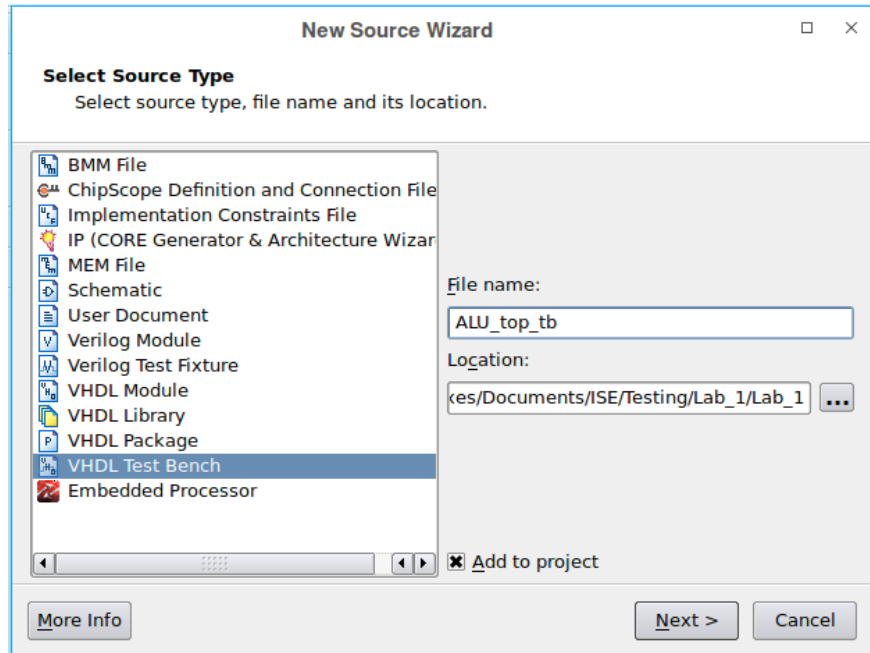 New Source Wizard
Select Source Type
Select source type, file name and its location.
BMM File
ChipScope Definition and Connection File
Implementation Constraints File
IP (CORE Generator & Architecture Wizar
MEM File
Schematic
User Document
Verilog Module
Verilog Test Fixture
VHDL Module
VHDL Library
VHDL Package
VHDL Test Bench
Embedded Processor
File name:
ALU_top_tb
Location:
xes/Documents/ISE/Testing/Lab_1/Lab_1
...
Add to project
More Info
Next >
Cancel